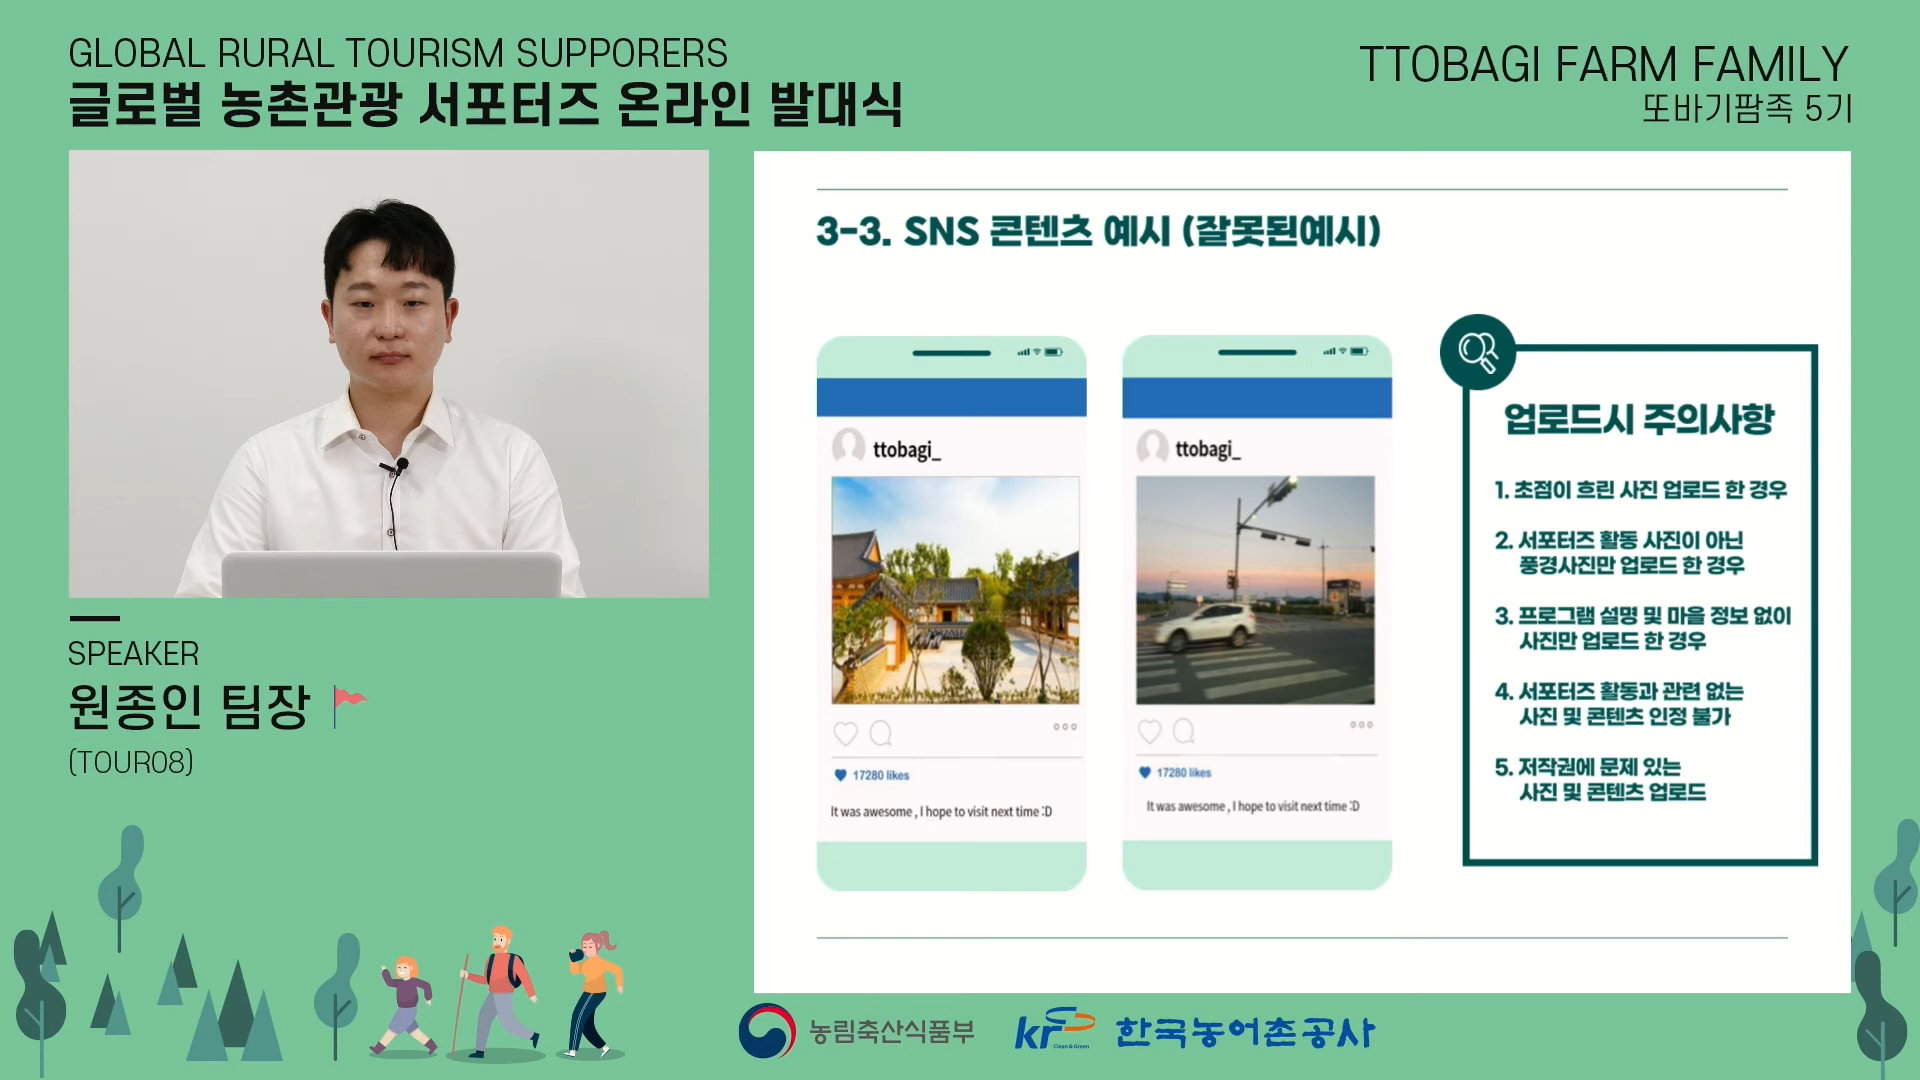 GLOBAL RURAL TOURISM SUPPORERS
글로벌 농촌관광 서포터즈 온라인 발대식
TTOBAGI FARM FAMILY
또바기팜족 5기
SPEAKER
원종인 팀장
(TOUR08)
3-3. SNS 콘텐츠 예시 (잘못된예시)
ttobagi_
17280 likes
It was awesome , I hope to visit next time :D
ttobagi_
17280 likes
It was awesome , I hope to visit next time :D
업로드시 주의사항
1. 초점이 흐린 사진 업로드 한 경우
2. 서포터즈 활동 사진이 아닌
풍경사진만 업로드 한 경우
3. 프로그램 설명 및 마을 정보 없이
사진만 업로드 한 경우
4. 서포터즈 활동과 관련 없는
사진 및 콘텐츠 인정 불가
5. 저작권에 문제 있는
사진 및 콘텐츠 업로드
농림축산식품부
kr
Clean & Green
한국농어촌공사